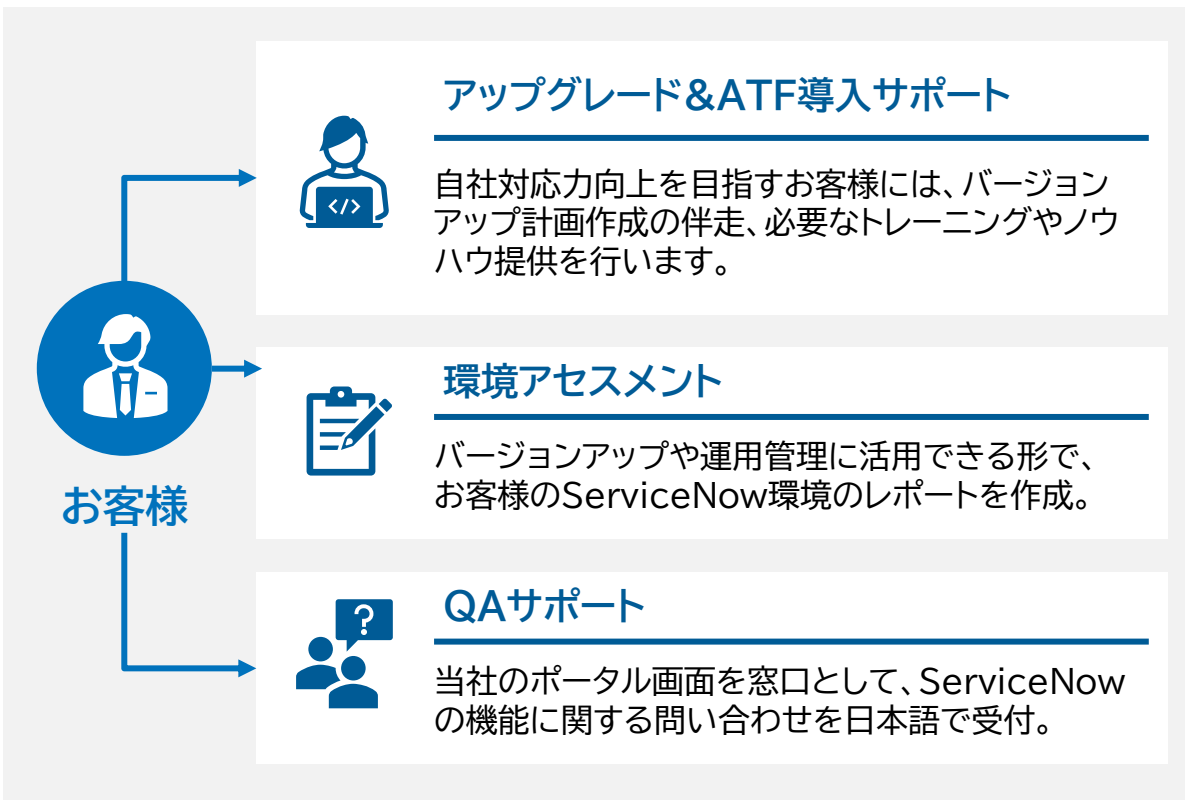 アップグレード&ATF導入サポート
自社対応力向上を目指すお客様には、バージョン
アップ計画作成の伴走、必要なトレーニングやノウ
ハウ提供を行います。
環境アセスメント
バージョンアップや運用管理に活用できる形で、
お客様のServiceNow環境のレポートを作成。
お客様
QAサポート
当社のポータル画面を窓口として、ServiceNow
の機能に関する問い合わせを日本語で受付。